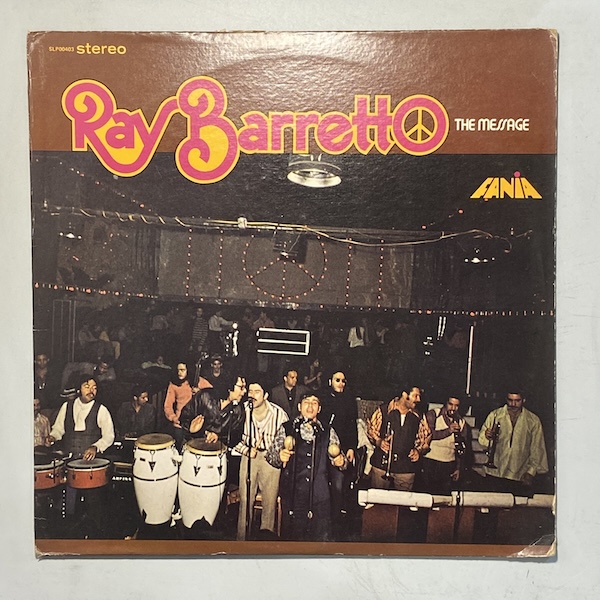 SLP00403 stereo
Ray Barretto THE MESSAGE
FANIA